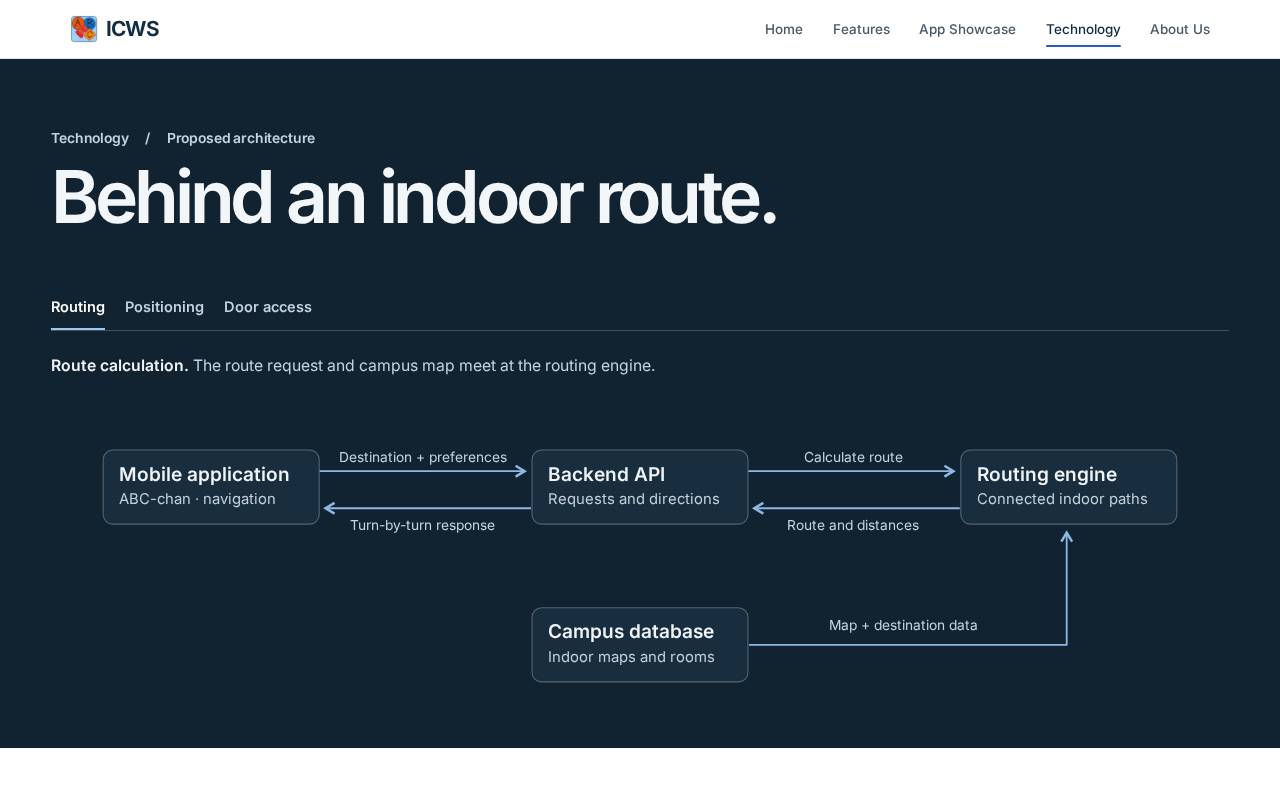 ICWS
Home Features App Showcase Technology About Us
Technology / Proposed architecture
Behind an indoor route.
Routing Positioning Door access
Route calculation. The route request and campus map meet at the routing engine.
Mobile application
ABC-chan · navigation
Destination + preferences
Turn-by-turn response
Backend API
Requests and directions
Calculate route
Route and distances
Routing engine
Connected indoor paths
Campus database
Indoor maps and rooms
Map + destination data